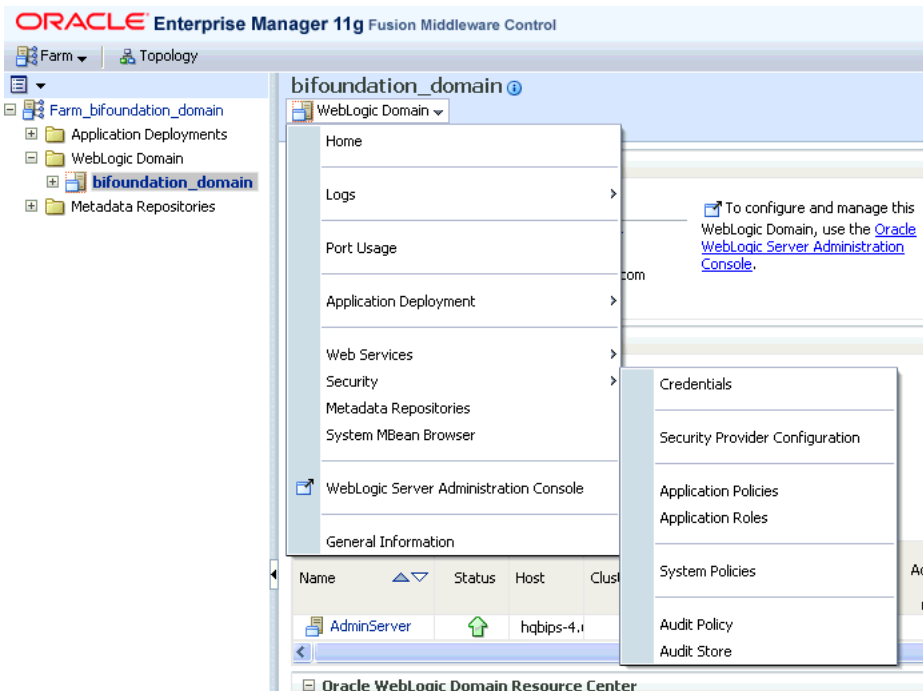 ORACLE Enterprise Manager 11g Fusion Middleware Control
Farm
Topology
Farm_bifoundation_domain
Application Deployments
WebLogic Domain
bifoundation_domain
Metadata Repositories
bifoundation_domain
WebLogic Domain
Home
Logs
Port Usage
Application Deployment
Web Services
Security
Metadata Repositories
System MBean Browser
WebLogic Server Administration Console
General Information
To configure and manage this
WebLogic Domain, use the Oracle
WebLogic Server Administration
Console.
com
Credentials
Security Provider Configuration
Application Policies
Application Roles
System Policies
Audit Policy
Audit Store
Name Status Host Clust
AdminServer hqbips-4.
Oracle WebLogic Domain Resource Center